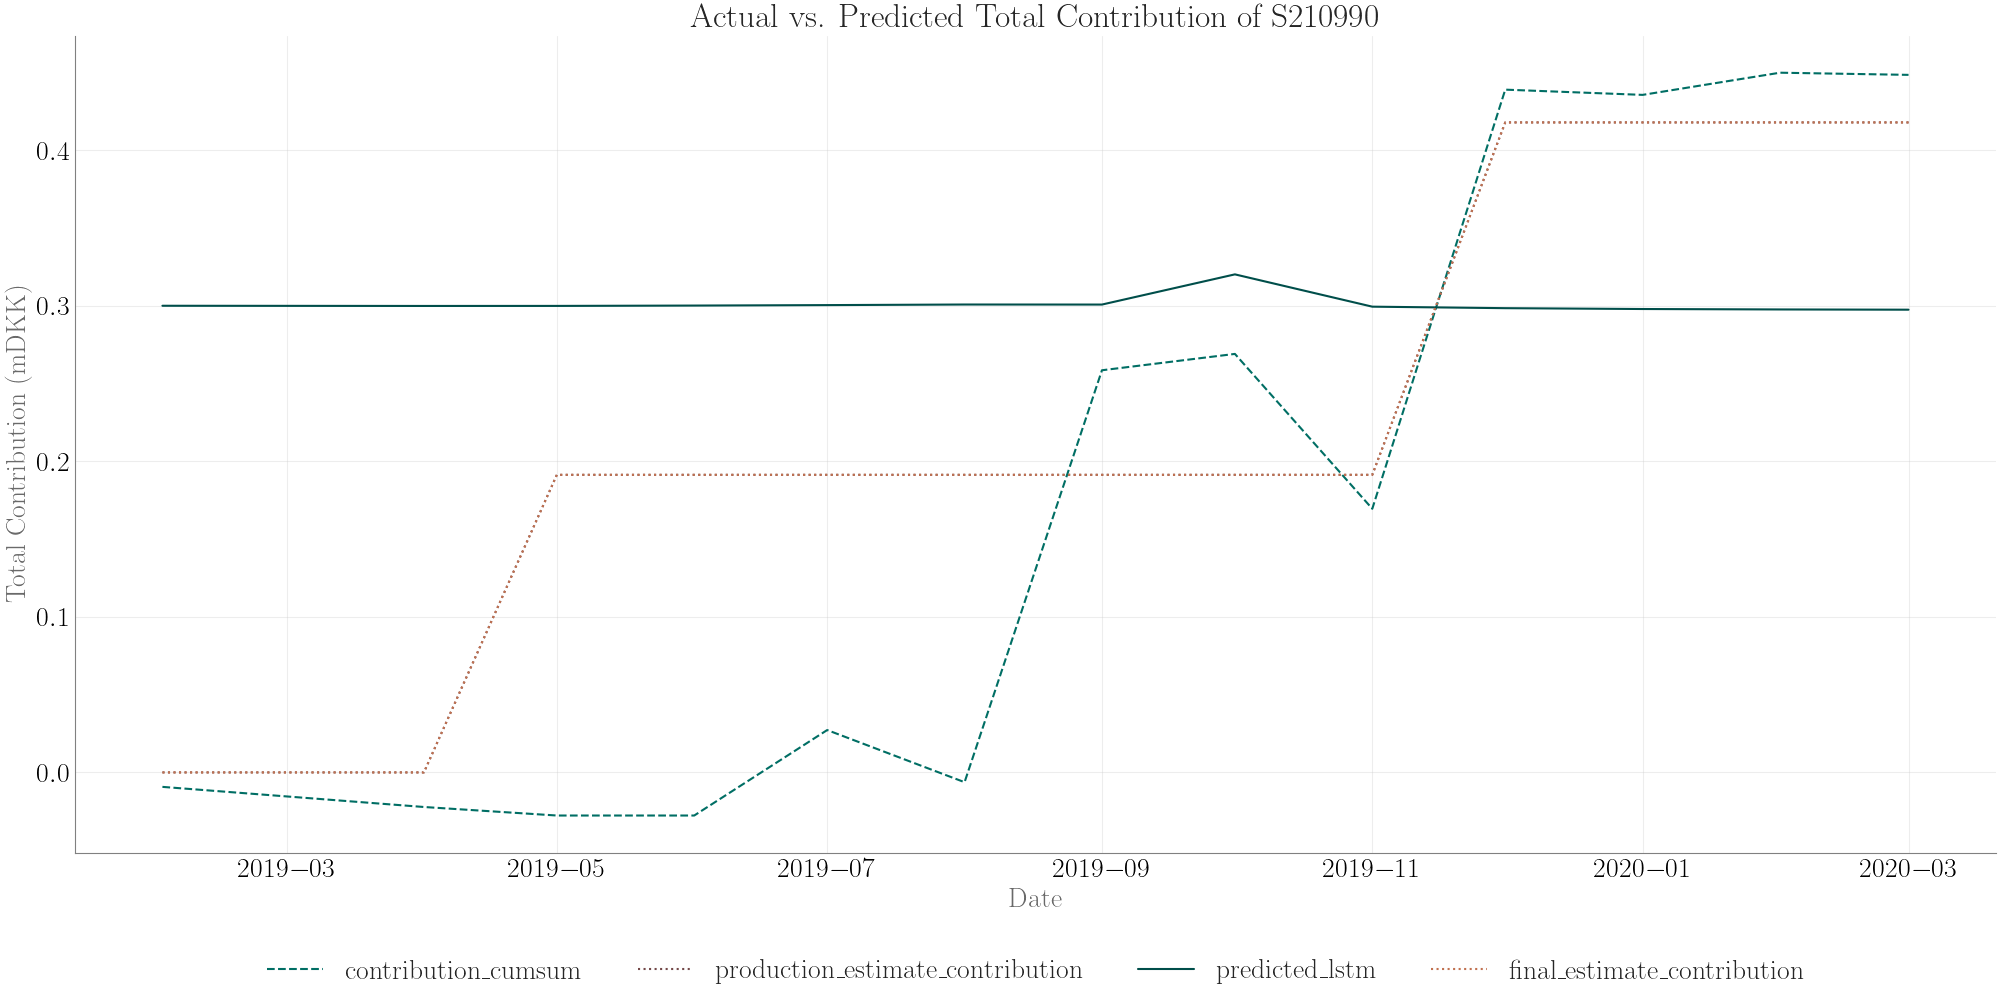 Actual vs. Predicted Total Contribution of S210990
Total Contribution (mDKK)
0.4
0.3
0.2
0.1
0.0
2019–03 2019–05 2019–07 2019–09 2019–11 2020–01 2020–03
Date
contribution_cumsum production_estimate_contribution predicted_lstm final_estimate_contribution